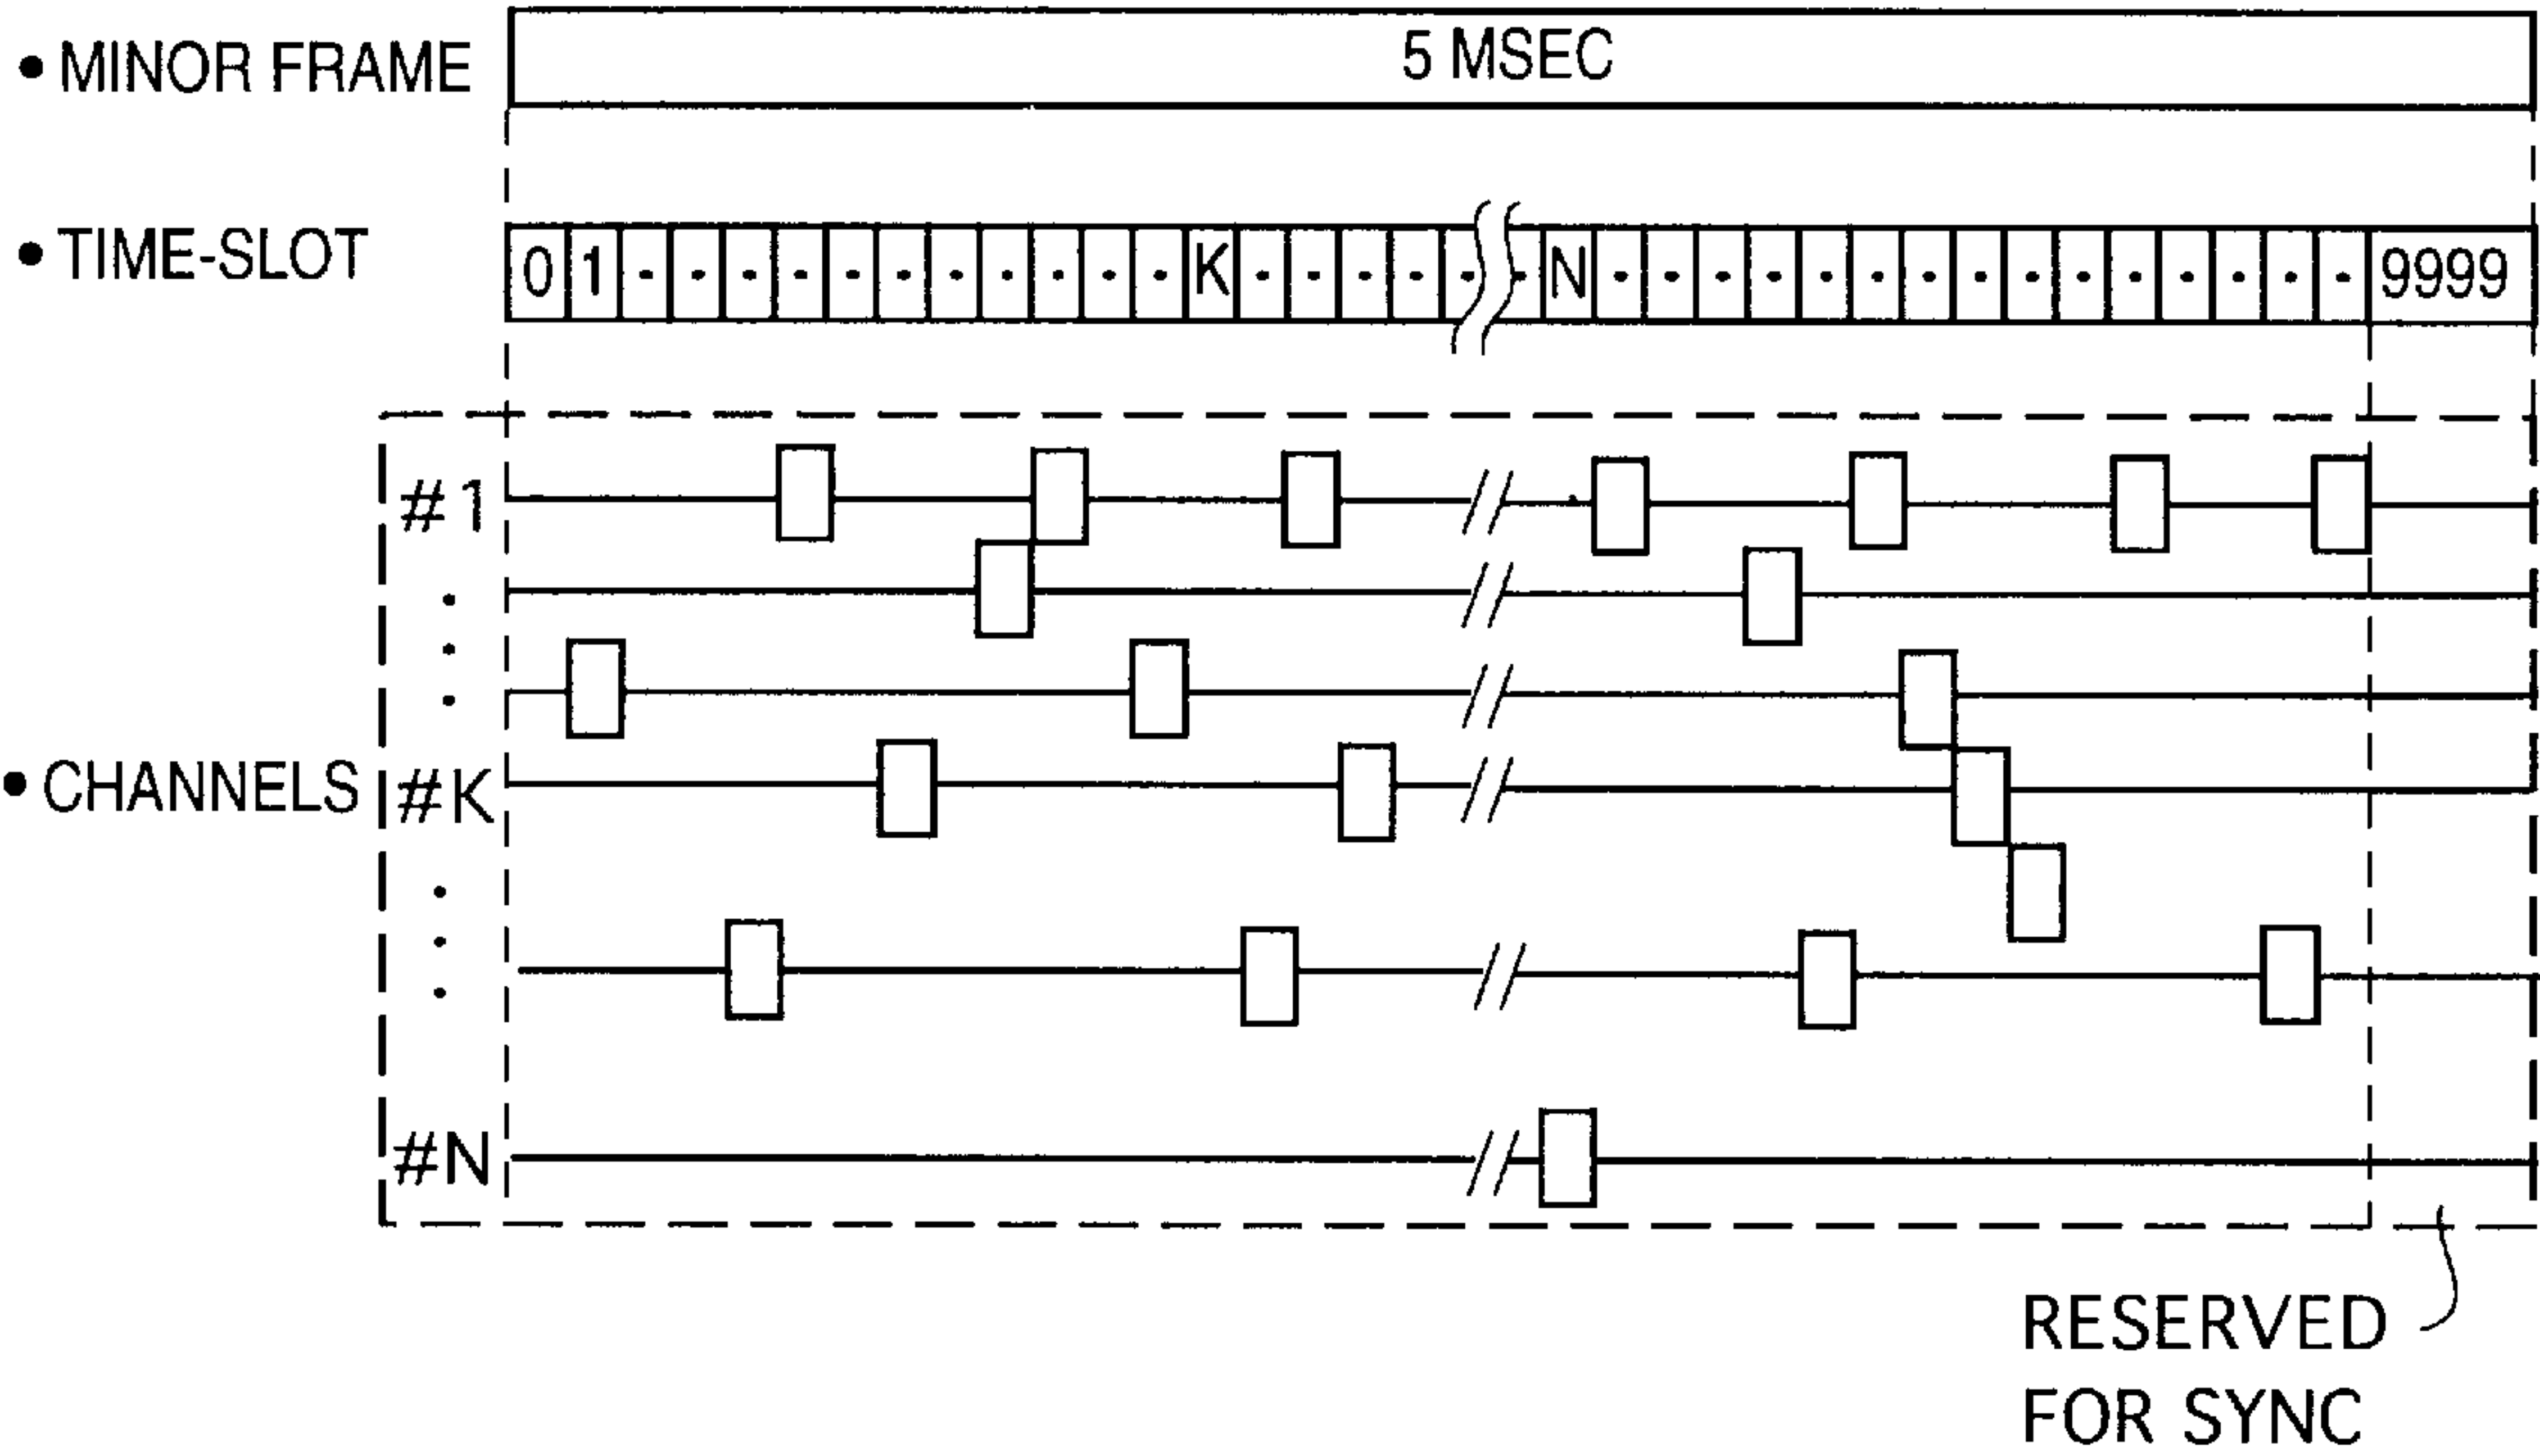 • MINOR FRAME
5 MSEC
• TIME-SLOT
0 1 · · · · · · · · · · · K · · · · · · N · · · · · · · · · · · · · · · 9999
#1
·
·
·
• CHANNELS
#K
·
·
·
#N
RESERVED
FOR SYNC